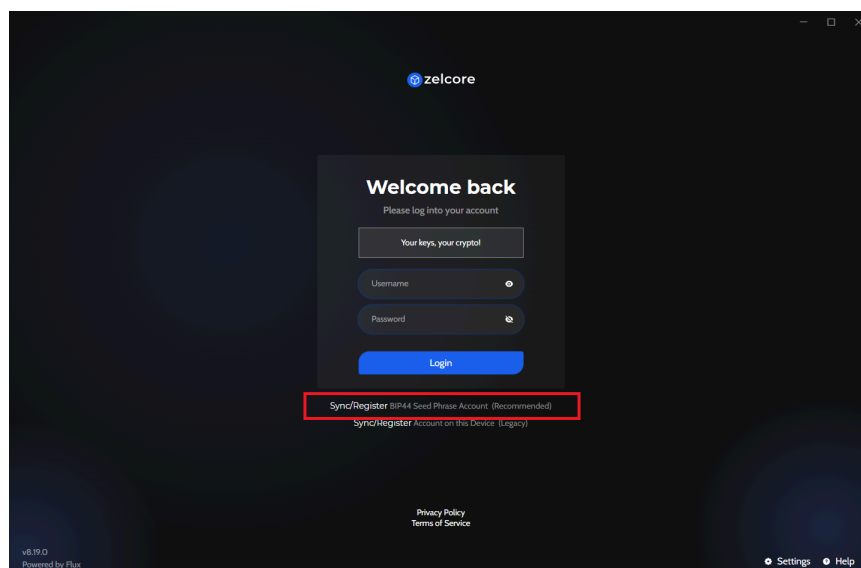 zelcore
Welcome back
Please log into your account
Your keys, your crypto!
Username
Password
Login
Sync/Register BIP44 Seed Phrase Account (Recommended)
Sync/Register Account on this Device (Legacy)
Privacy Policy
Terms of Service
v8.19.0
Powered by Flux
Settings Help